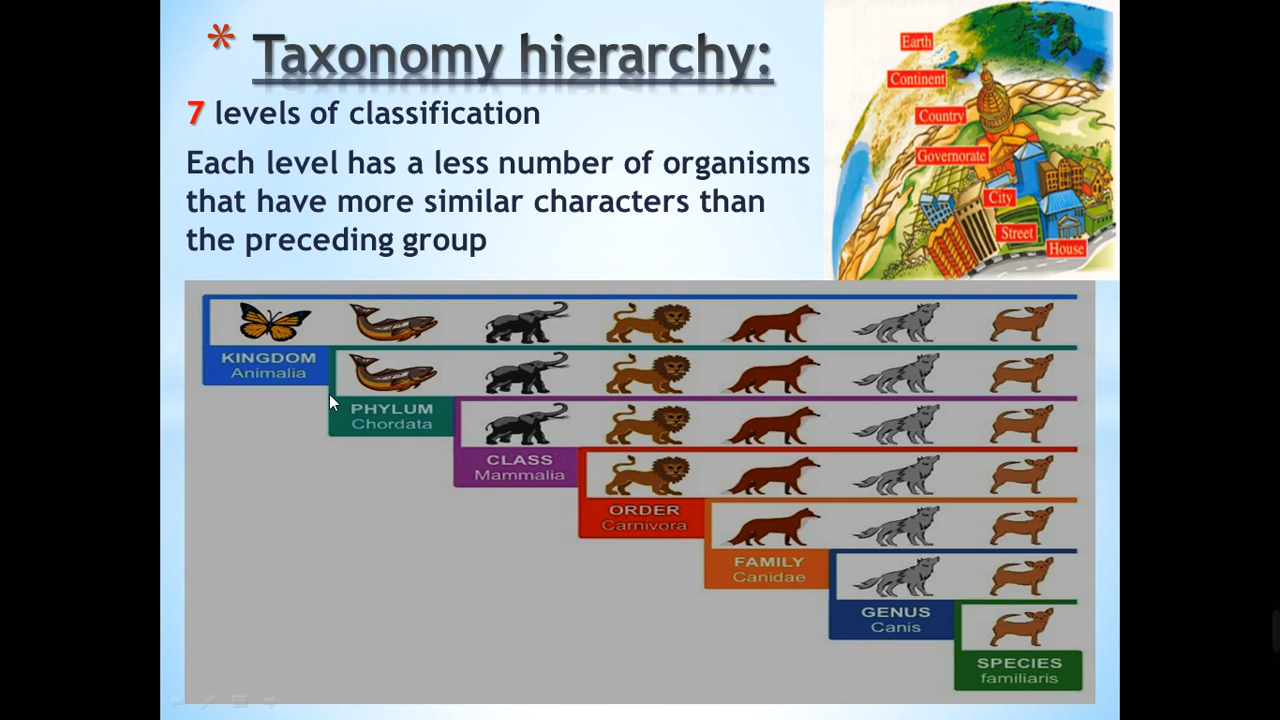 * Taxonomy hierarchy:
7 levels of classification
Each level has a less number of organisms
that have more similar characters than
the preceding group
Earth
Continent
Country
Governorate
City
Street
House
KINGDOM
Animalia
PHYLUM
Chordata
CLASS
Mammalia
ORDER
Carnivora
FAMILY
Canidae
GENUS
Canis
SPECIES
familiaris